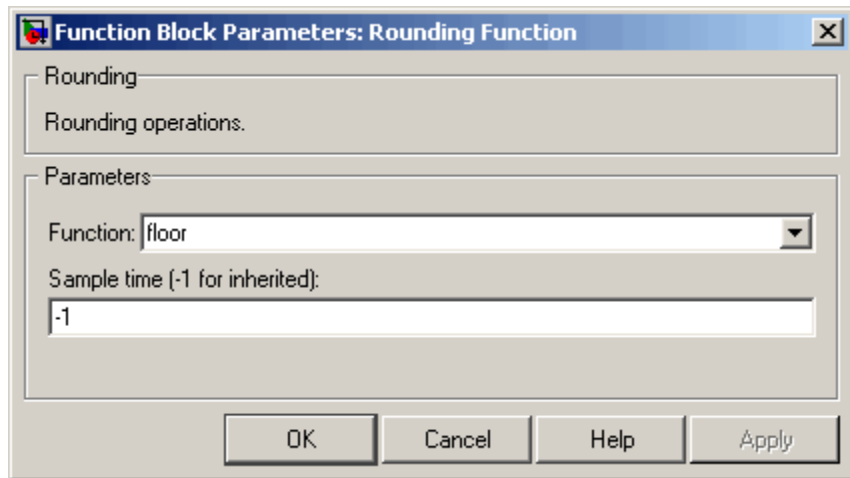 Function Block Parameters: Rounding Function
Rounding
Rounding operations.
Parameters
Function: floor
Sample time (-1 for inherited):
-1
OK Cancel Help Apply